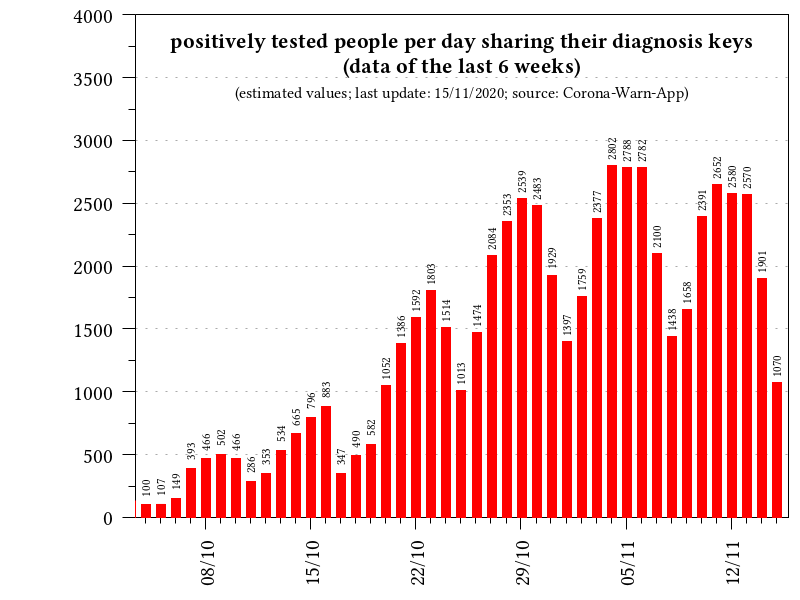 positively tested people per day sharing their diagnosis keys
(data of the last 6 weeks)
(estimated values; last update: 15/11/2020; source: Corona-Warn-App)
4000
3500
3000
2500
2000
1500
1000
500
0
100 107 149 393 466 502 466 286 353 534 665 796 883 347 490 582 1052 1386 1592 1803 1514 1013 1474 2084 2353 2539 2483 1929 1397 1759 2377 2802 2788 2782 2100 1438 1658 2391 2652 2580 2570 1901 1070
08/10 15/10 22/10 29/10 05/11 12/11